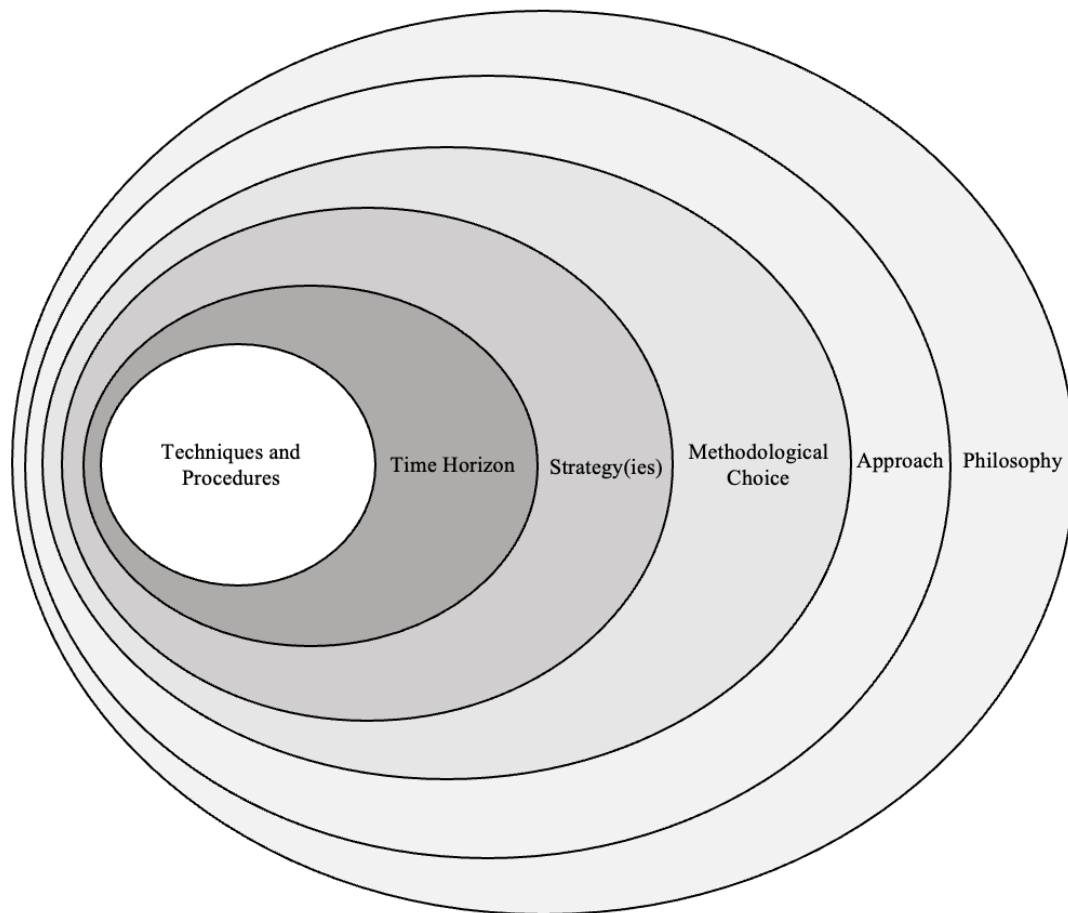 Techniques and
Procedures
Time Horizon
Strategy(ies)
Methodological
Choice
Approach
Philosophy